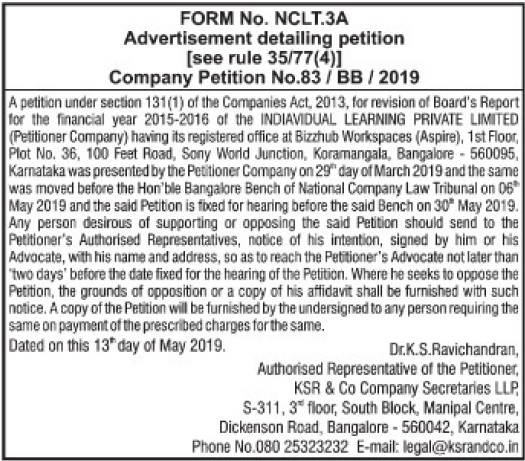 FORM No. NCLT.3A
Advertisement detailing petition
[see rule 35/77(4)]
Company Petition No.83 / BB / 2019
A petition under section 131(1) of the Companies Act, 2013, for revision of Board's Report
for the financial year 2015-2016 of the INDIAVIDUAL LEARNING PRIVATE LIMITED
(Petitioner Company) having its registered office at Bizzhub Workspaces (Aspire), 1st Floor,
Plot No. 36, 100 Feet Road, Sony World Junction, Koramangala, Bangalore - 560095,
Karnataka was presented by the Petitioner Company on 29th day of March 2019 and the same
was moved before the Hon'ble Bangalore Bench of National Company Law Tribunal on 06th
May 2019 and the said Petition is fixed for hearing before the said Bench on 30th May 2019.
Any person desirous of supporting or opposing the said Petition should send to the
Petitioner's Authorised Representatives, notice of his intention, signed by him or his
Advocate, with his name and address, so as to reach the Petitioner's Advocate not later than
'two days' before the date fixed for the hearing of the Petition. Where he seeks to oppose the
Petition, the grounds of opposition or a copy of his affidavit shall be furnished with such
notice. A copy of the Petition will be furnished by the undersigned to any person requiring the
same on payment of the prescribed charges for the same.
Dated on this 13th day of May 2019.
Dr.K.S.Ravichandran,
Authorised Representative of the Petitioner,
KSR & Co Company Secretaries LLP,
S-311, 3rd floor, South Block, Manipal Centre,
Dickenson Road, Bangalore - 560042, Karnataka
Phone No.080 25323232 E-mail: legal@ksrandco.in